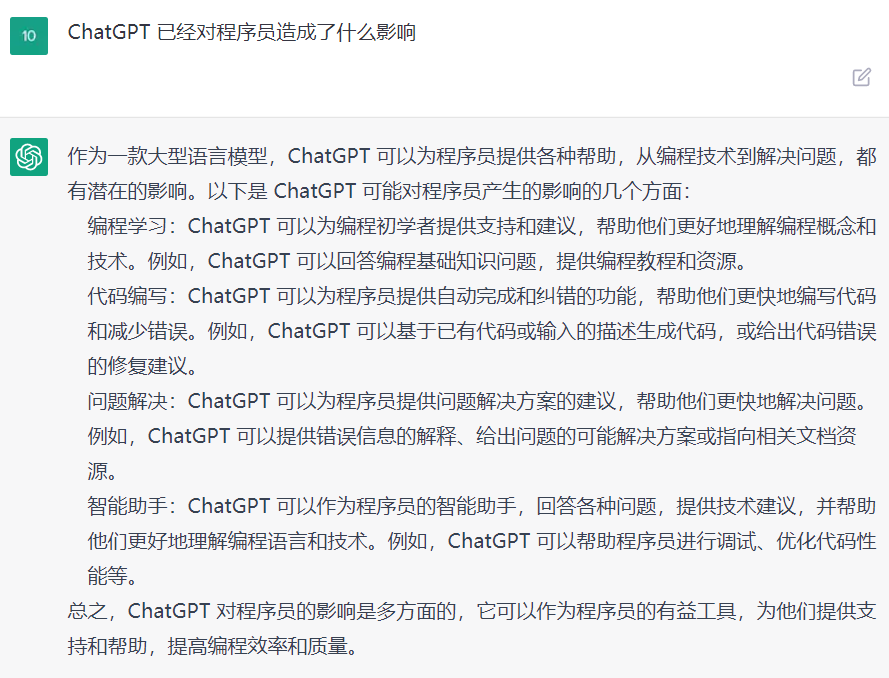 10
ChatGPT 已经对程序员造成了什么影响
作为一款大型语言模型，ChatGPT 可以为程序员提供各种帮助，从编程技术到解决问题，都
有潜在的影响。以下是 ChatGPT 可能对程序员产生的影响的几个方面：
编程学习：ChatGPT 可以为编程初学者提供支持和建议，帮助他们更好地理解编程概念和
技术。例如，ChatGPT 可以回答编程基础知识问题，提供编程教程和资源。
代码编写：ChatGPT 可以为程序员提供自动完成和纠错的功能，帮助他们更快地编写代码
和减少错误。例如，ChatGPT 可以基于已有代码或输入的描述生成代码，或给出代码错误
的修复建议。
问题解决：ChatGPT 可以为程序员提供问题解决方案的建议，帮助他们更快地解决问题。
例如，ChatGPT 可以提供错误信息的解释、给出问题的可能解决方案或指向相关文档资
源。
智能助手：ChatGPT 可以作为程序员的智能助手，回答各种问题，提供技术建议，并帮助
他们更好地理解编程语言和技术。例如，ChatGPT 可以帮助程序员进行调试、优化代码性
能等。
总之，ChatGPT 对程序员的影响是多方面的，它可以作为程序员的有益工具，为他们提供支
持和帮助，提高编程效率和质量。